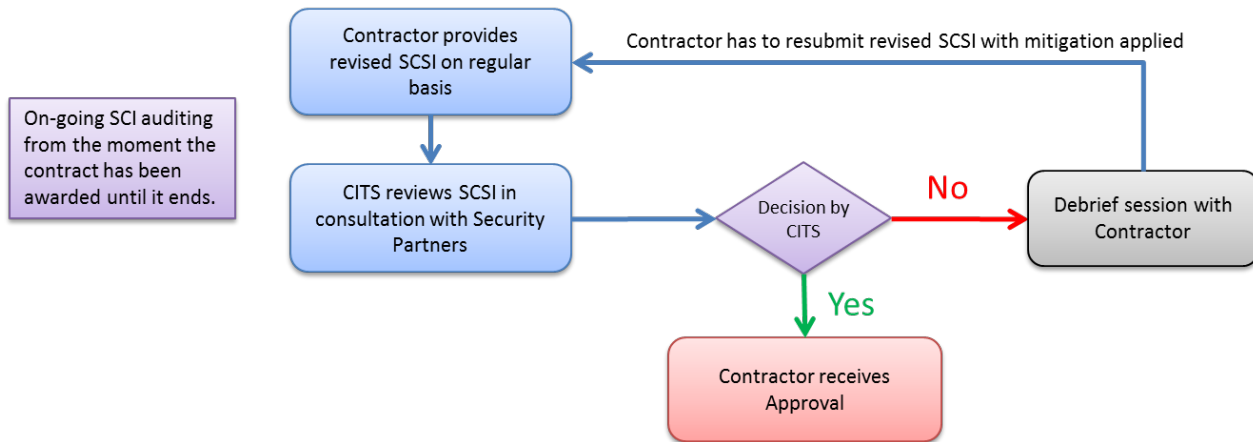 Contractor provides
revised SCSI on regular
basis
Contractor has to resubmit revised SCSI with mitigation applied
On-going SCI auditing
from the moment the
contract has been
awarded until it ends.
CITS reviews SCSI in
consultation with Security
Partners
Decision by
CITS
No
Debrief session with
Contractor
Yes
Contractor receives
Approval